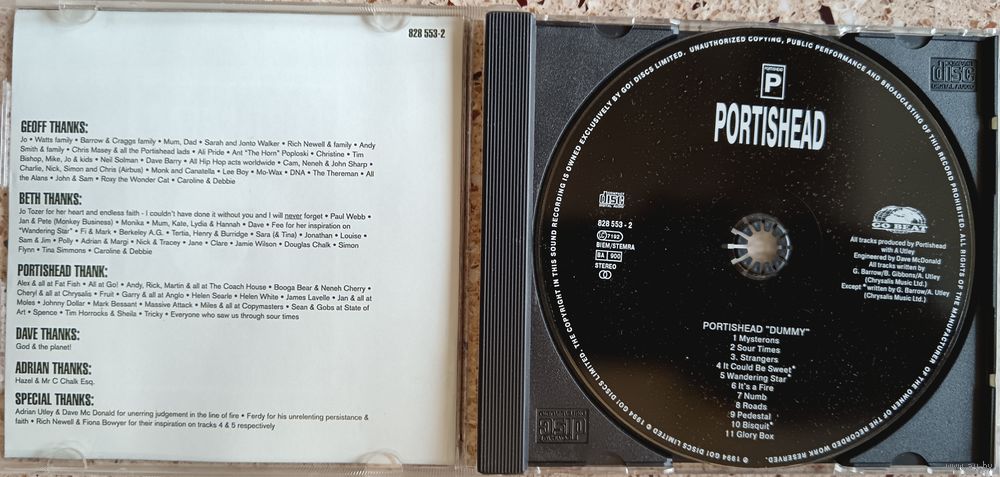 828 553-2
GEOFF THANKS:
Jo • Watts family • Barrow & Craggs family • Mum, Dad • Sarah and Jonto Walker • Rich Newell & family • Andy
Smith & family • Chris Masey & all the Portishead lads • Ali Pride • Ant "The Horn" Poploski • Christine • Tim
Bishop, Mike, Jo & kids • Neil Solman • Dave Barry • All Hip Hop acts worldwide • Cam, Neneh & John Sharp •
Charlie, Nick, Simon and Chris (Airbus) • Monk and Canatella • Lee Boy • Mo-Wax • DNA • The Thereman • All
the Alans • John & Sam • Roxy the Wonder Cat • Caroline & Debbie
BETH THANKS:
Jo Tozer for her heart and endless faith - I couldn't have done it without you and I will never forget • Paul Webb •
Jan & Pete (Monkey Business) • Monika • Mum, Kate, Lydia & Hannah • Dave • Fee for her inspiration on
"Wandering Star" • Fi & Mark • Berkeley A.G. • Tertia, Henry & Burridge • Sara (& Tina) • Jonathan • Louise •
Sam & Jim • Polly • Adrian & Margi • Nick & Tracey • Jane • Clare • Jamie Wilson • Douglas Chalk • Simon
Flynn • Tina Simmons • Caroline & Debbie
PORTISHEAD THANK:
Alex & all at Fat Fish • All at Go! • Andy, Rick, Martin & all at The Coach House • Booga Bear & Neneh Cherry •
Cheryl & all at Chrysalis • Fruit • Garry & all at Anglo • Helen Searle • Helen White • James Lavelle • Jan & all at
Moles • Johnny Dollar • Mark Bessant • Massive Attack • Miles & all at Copymasters • Sean & Gobs at State of
Art • Spence • Tim Horrocks & Sheila • Tricky • Everyone who saw us through sour times
DAVE THANKS:
God & the planet!
ADRIAN THANKS:
Hazel & Mr C Chalk Esq.
SPECIAL THANKS:
Adrian Utley & Dave Mc Donald for unerring judgement in the line of fire • Ferdy for his unrelenting persistance &
faith • Rich Newell & Fiona Bowyer for their inspiration on tracks 4 & 5 respectively
COMPACT
disc
DIGITAL AUDIO
THE COPYRIGHT IN THIS SOUND RECORDING IS OWNED EXCLUSIVELY BY GO! DISCS LIMITED. UNAUTHORIZED COPYING, PUBLIC PERFORMANCE AND BROADCASTING OF THIS RECORD PROHIBITED. ALL RIGHTS OF THE MANUFACTURER AND OF THE OWNER OF THE RECORDED WORK RESERVED. ℗ 1994 GO! DISCS LIMITED © 1994 GO! DISCS LIMITED.
PORTISHEAD
P
PORTISHEAD
disc
828 553-2
LC 7192
BIEM/STEMRA
BA 900
STEREO
GO BEAT
All tracks produced by Portishead
with A Utley
Engineered by Dave McDonald
All tracks written by
G. Barrow/B. Gibbons/A. Utley
(Chrysalis Music Ltd.)
Except * written by G. Barrow/A. Utley
(Chrysalis Music Ltd.)
PORTISHEAD "DUMMY"
1 Mysterons
2 Sour Times
3. Strangers
4 It Could Be Sweet*
5 Wandering Star
6 It's a Fire
7 Numb
8 Roads
9 Pedestal
10 Bisquit*
11 Glory Box